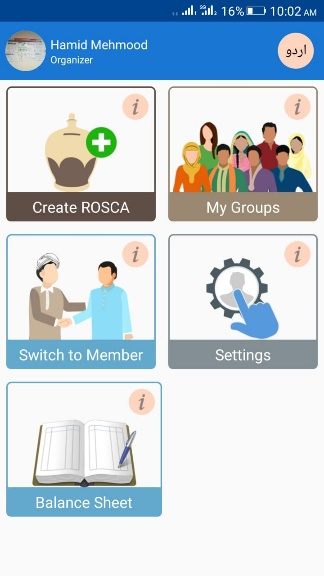 16% 10:02 AM
Hamid Mehmood
Organizer
اردو
i
i
Create ROSCA
My Groups
i
i
Switch to Member
Settings
i
Balance Sheet